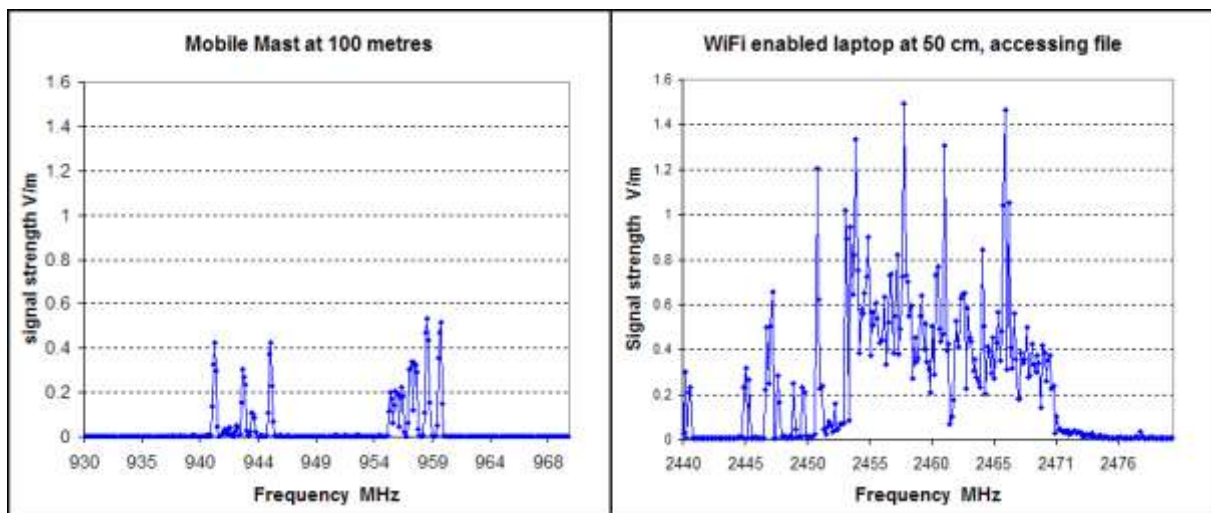 Mobile Mast at 100 metres
signal strength V/m
1.6
1.4
1.2
1
0.8
0.6
0.4
0.2
0
930 935 940 944 949 954 959 964 968
Frequency MHz
WiFi enabled laptop at 50 cm, accessing file
Signal strength V/m
1.6
1.4
1.2
1
0.8
0.6
0.4
0.2
0
2440 2445 2450 2455 2460 2465 2471 2476
Frequency MHz